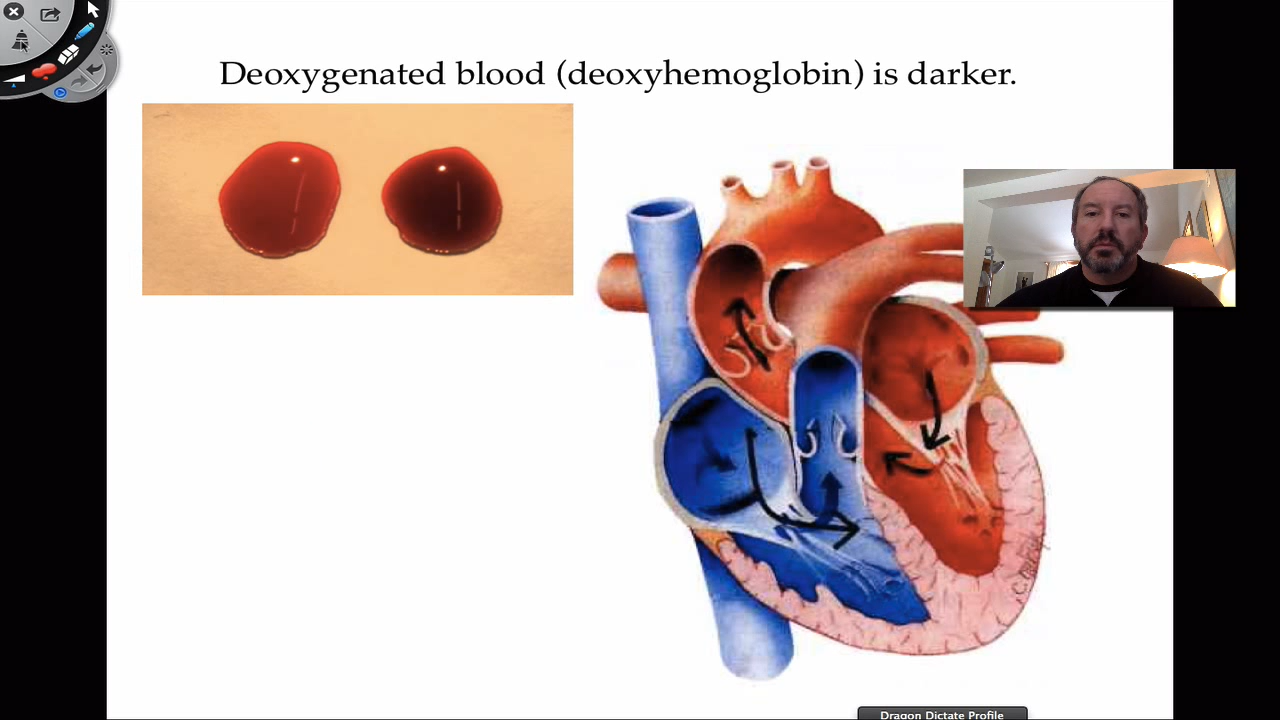 Deoxygenated blood (deoxyhemoglobin) is darker.
Dragon Dictate Profile